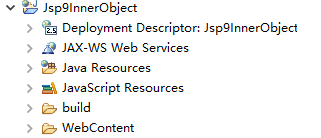 Jsp9InnerObject
Deployment Descriptor: Jsp9InnerObject
JAX-WS Web Services
Java Resources
JavaScript Resources
build
WebContent